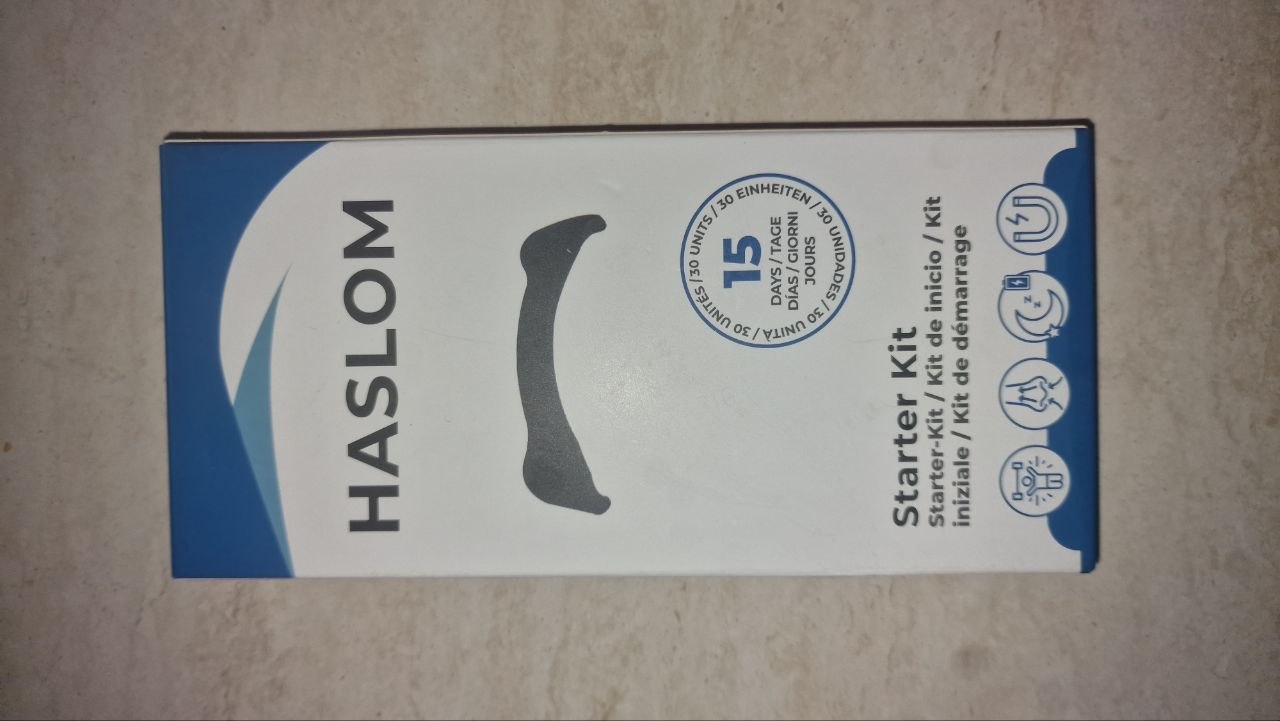 HASLOM
30 UNITS / 30 EINHEITEN / 30 UNIDADES / 30 UNITÀ / 30 UNITÉS /
15
DAYS / TAGE
DÍAS / GIORNI
JOURS
Starter Kit
Starter-Kit / Kit de inicio / Kit
iniziale / Kit de démarrage
z z